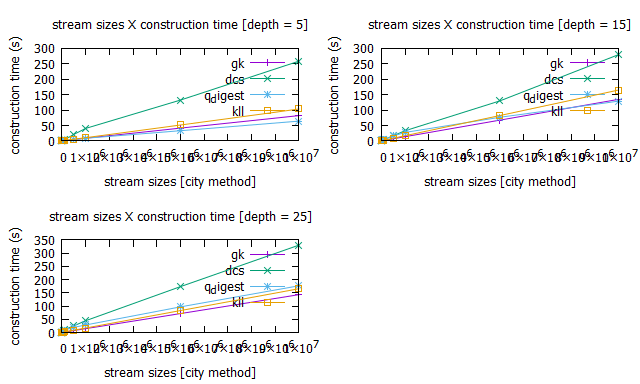 stream sizes X construction time [depth = 5]
construction time (s)
300
250
200
150
100
50
0
gk
dcs
q_digest
kll
stream sizes [city method]
stream sizes X construction time [depth = 15]
construction time (s)
300
250
200
150
100
50
0
gk
dcs
q_digest
kll
stream sizes [city method]
stream sizes X construction time [depth = 25]
construction time (s)
350
300
250
200
150
100
50
0
gk
dcs
q_digest
kll
stream sizes [city method]